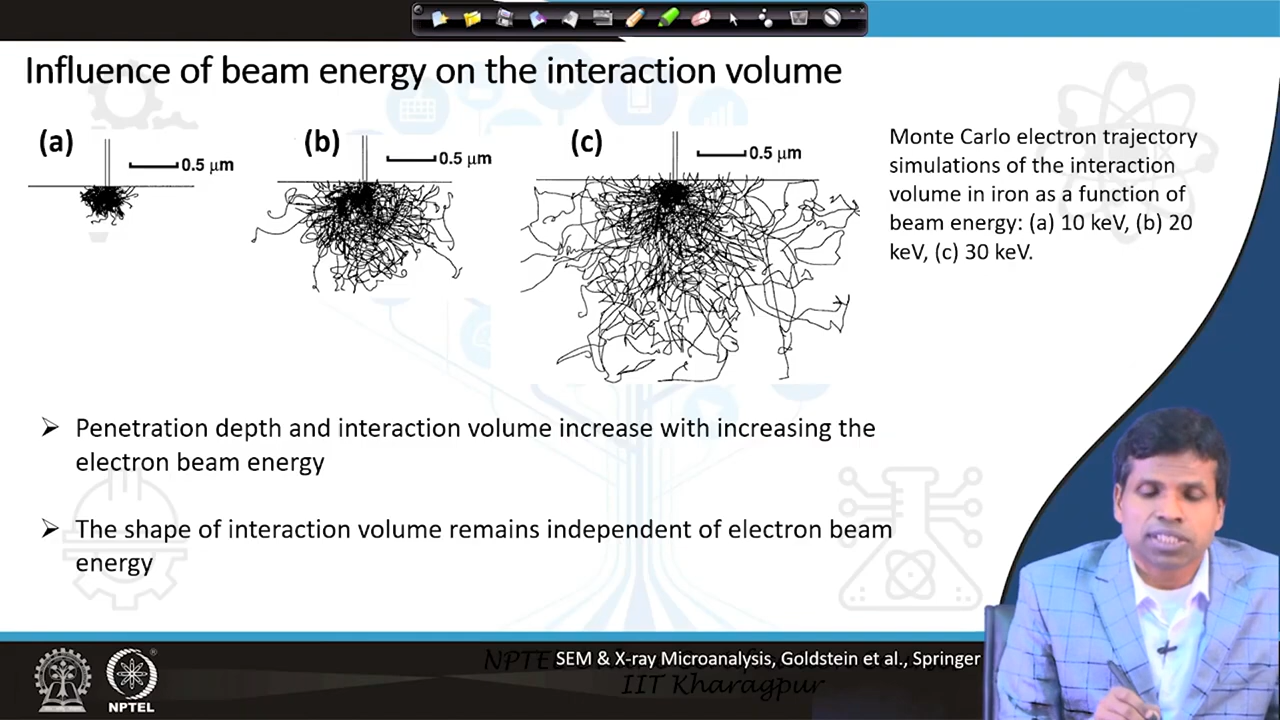 Influence of beam energy on the interaction volume
(a)
0.5 μm
(b)
0.5 μm
(c)
0.5 μm
Monte Carlo electron trajectory
simulations of the interaction
volume in iron as a function of
beam energy: (a) 10 keV, (b) 20
keV, (c) 30 keV.
➢ Penetration depth and interaction volume increase with increasing the
electron beam energy
➢ The shape of interaction volume remains independent of electron beam
energy
SEM & X-ray Microanalysis, Goldstein et al., Springer
IIT Kharagpur
NPTEL